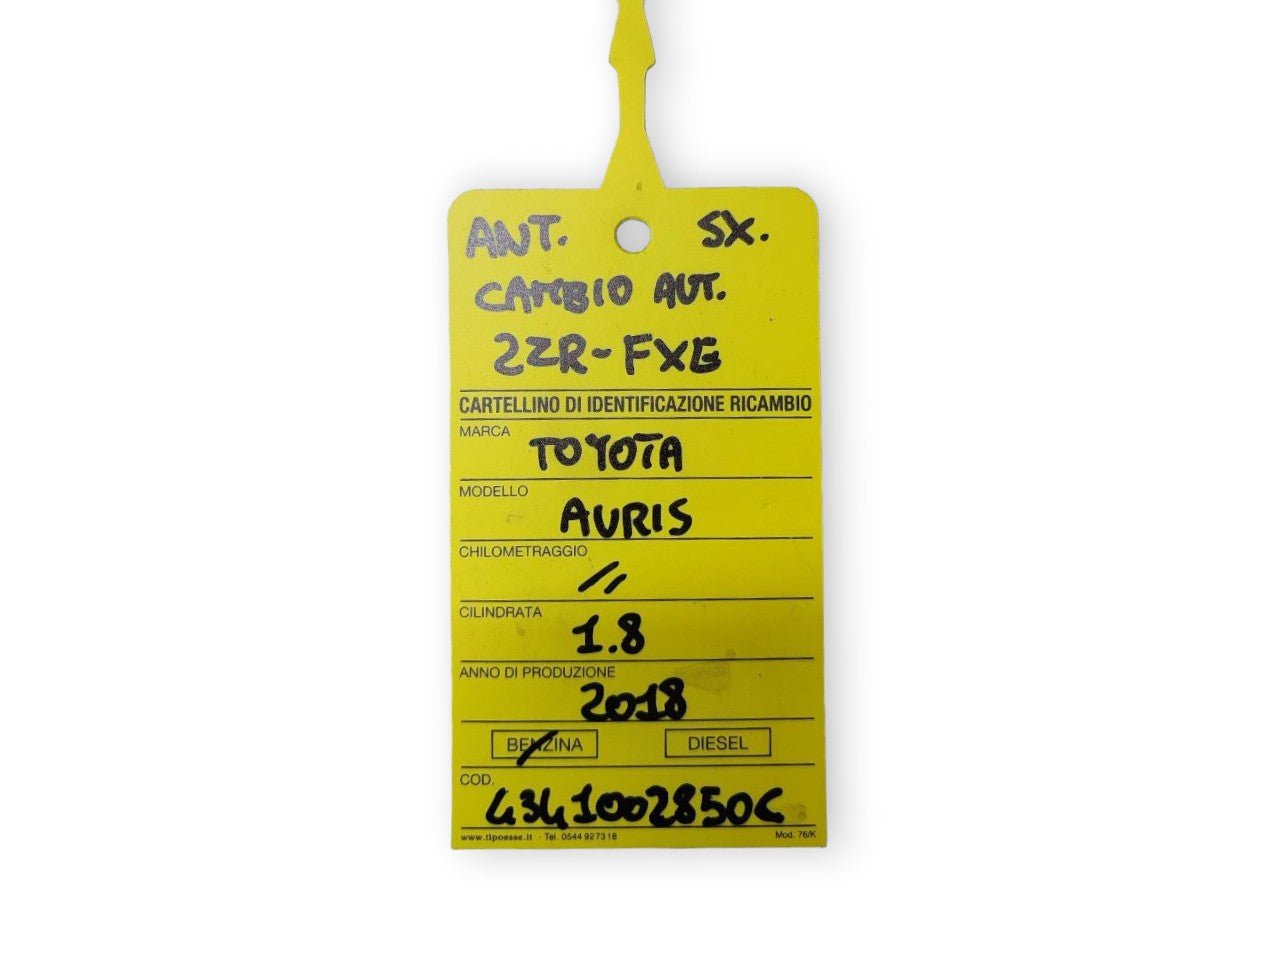 ANT. SX.
CAMBIO AUT.
2ZR-FXE
CARTELLINO DI IDENTIFICAZIONE RICAMBIO
MARCA
TOYOTA
MODELLO
AURIS
CHILOMETRAGGIO
//
CILINDRATA
1.8
ANNO DI PRODUZIONE
2018
BENZINA DIESEL
COD.
4341002850C
www.tipoesse.it - Tel. 0544 927318 Mod. 76/K